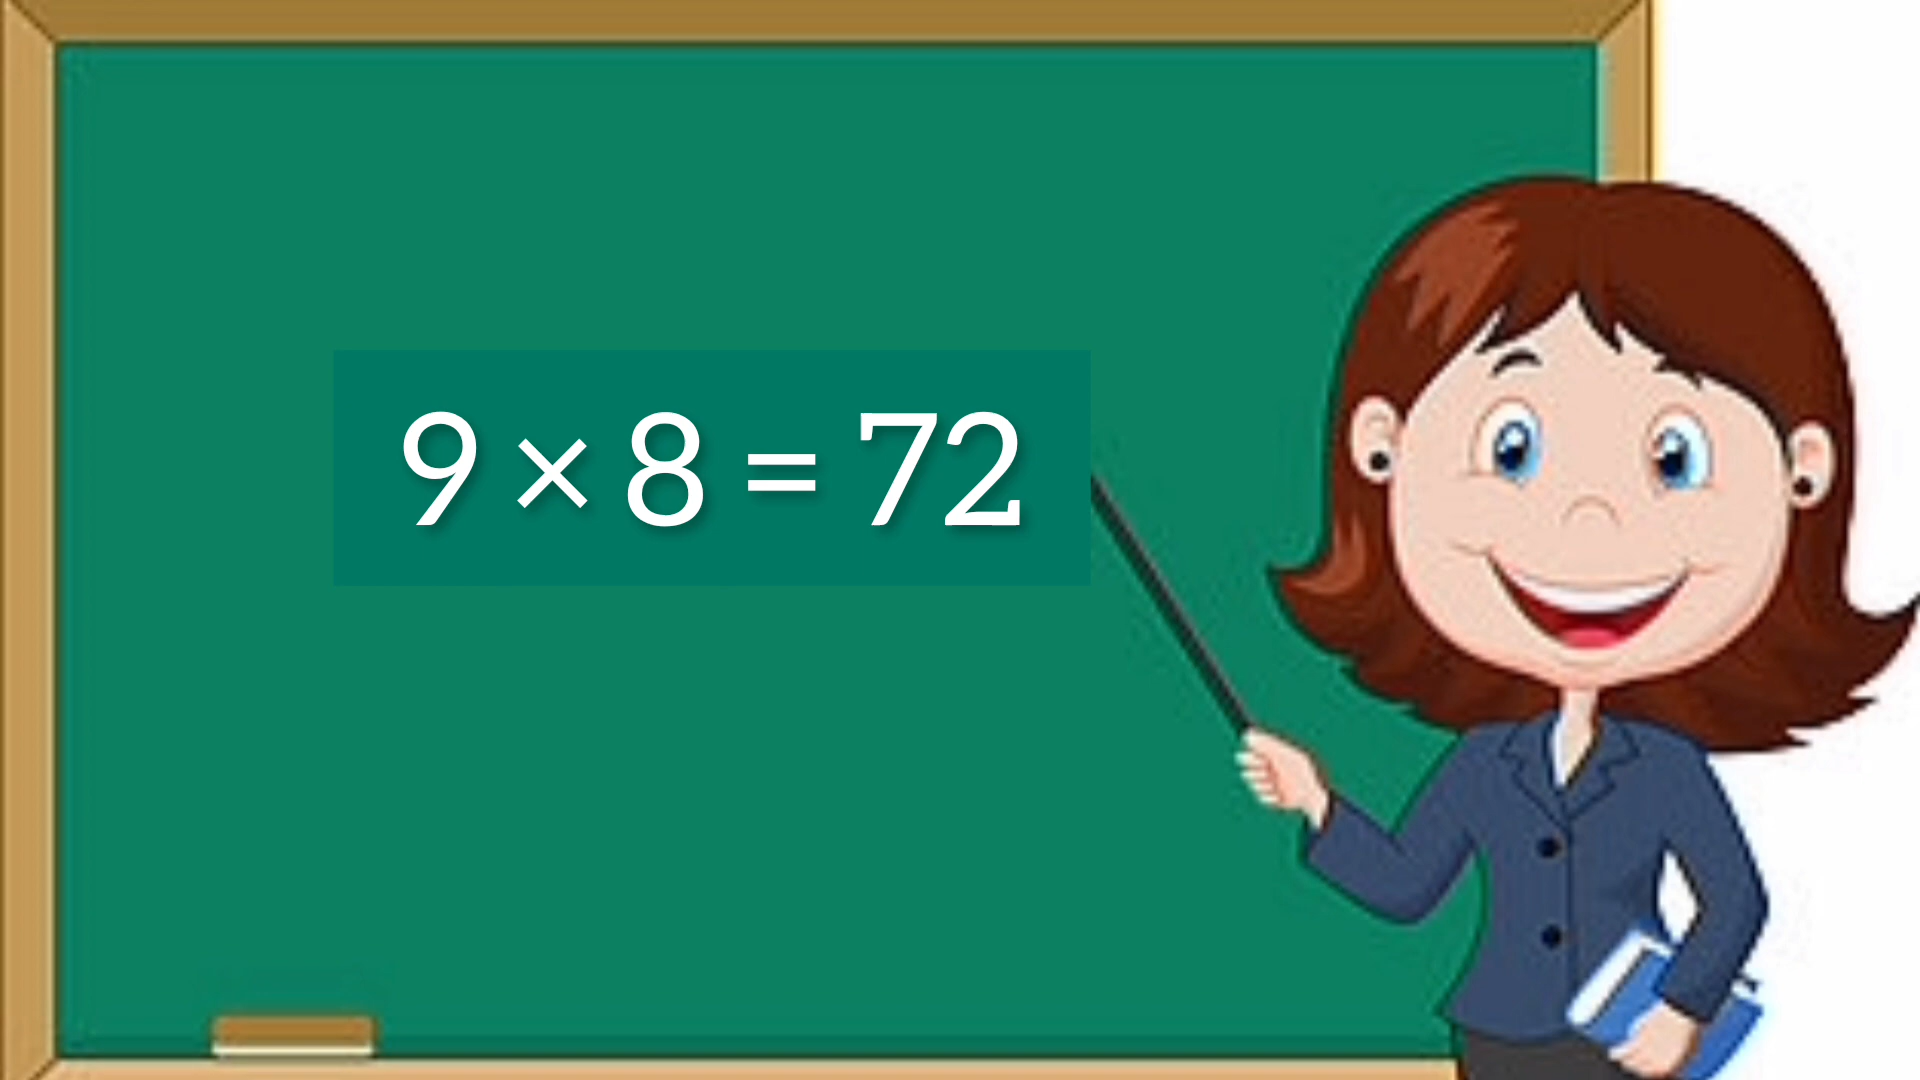 9 × 8 = 72